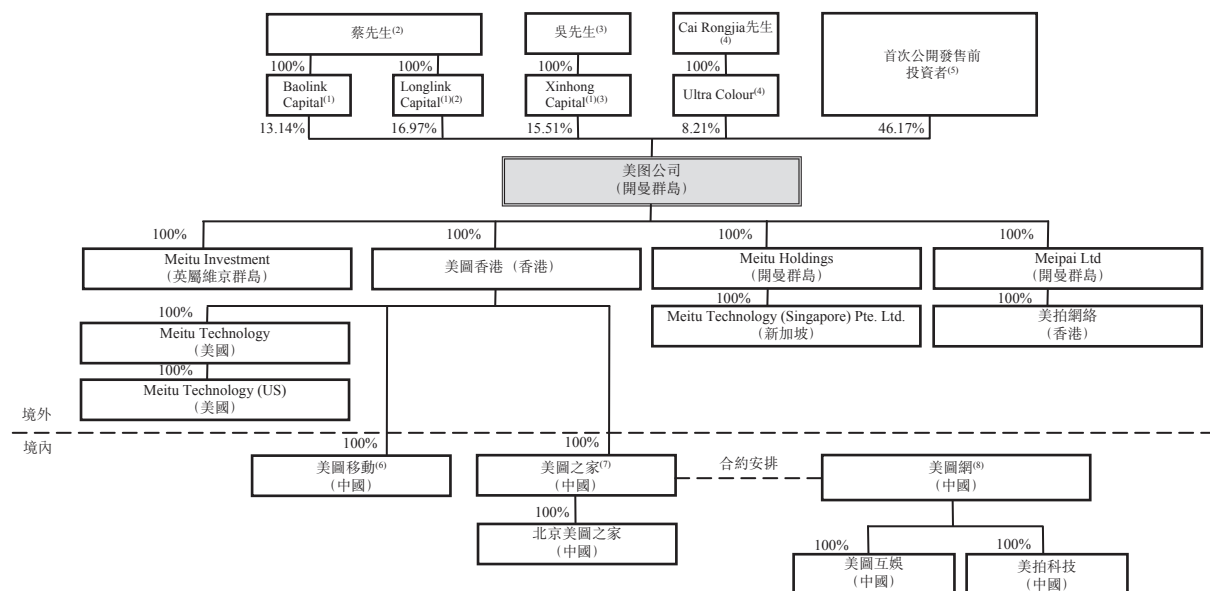 蔡先生(2)
吳先生(3)
Cai Rongjia先生
(4)
首次公開發售前
投資者(5)
100%
100%
100%
100%
Baolink
Capital(1)
Longlink
Capital(1)(2)
Xinhong
Capital(1)(3)
Ultra Colour(4)
13.14%
16.97%
15.51%
8.21%
46.17%
美图公司
(開曼群島)
100%
100%
100%
100%
Meitu Investment
(英屬維京群島)
美圖香港(香港)
Meitu Holdings
(開曼群島)
Meipai Ltd
(開曼群島)
100%
100%
100%
Meitu Technology
(美國)
Meitu Technology (Singapore) Pte. Ltd.
(新加坡)
美拍網絡
(香港)
100%
Meitu Technology (US)
(美國)
境外
境內
100%
100%
美圖移動(6)
(中國)
美圖之家(7)
(中國)
合約安排
美圖網(8)
(中國)
100%
北京美圖之家
(中國)
100%
100%
美圖互娛
(中國)
美拍科技
(中國)